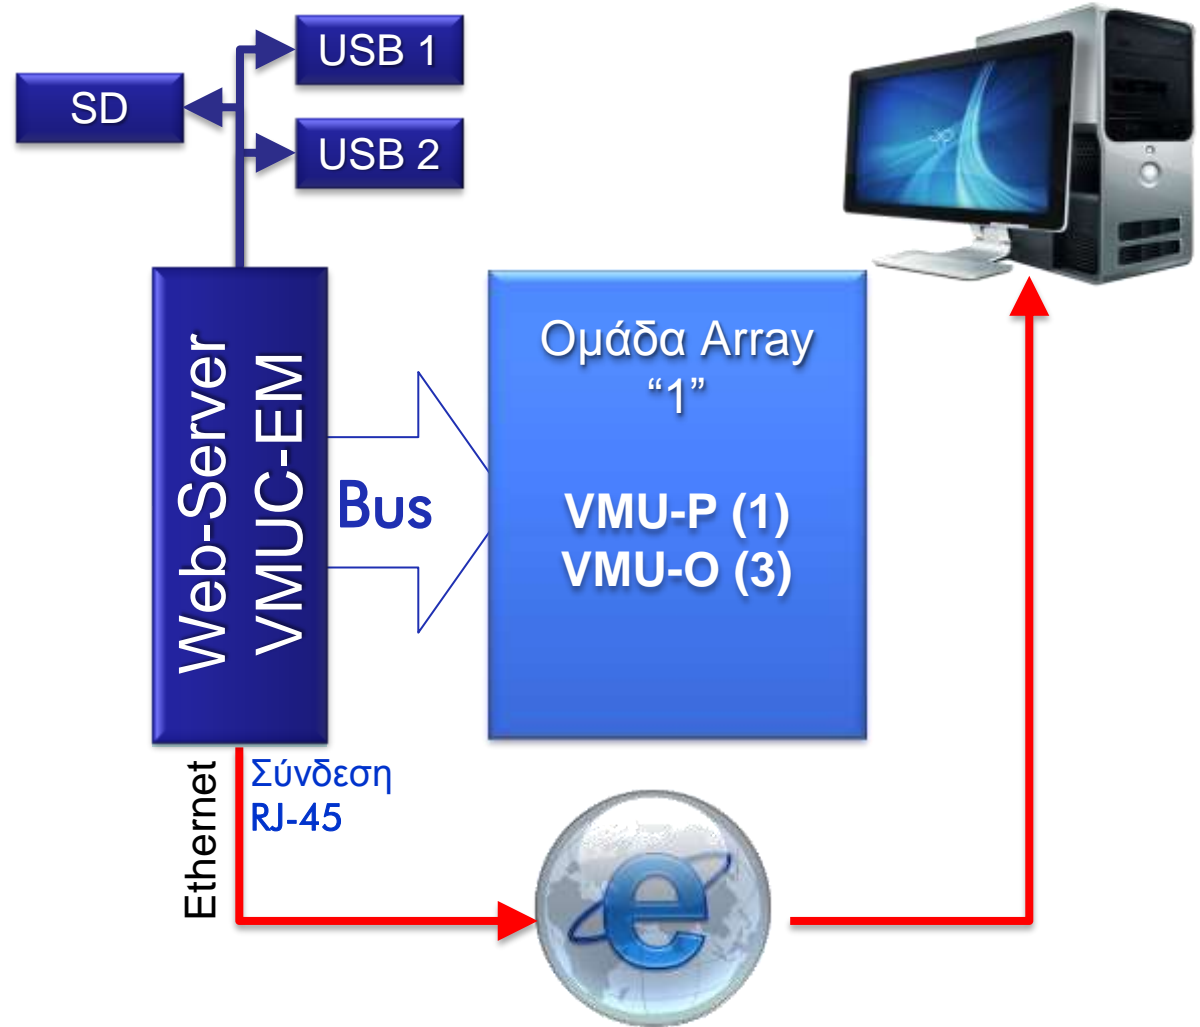 USB 1
SD
USB 2
Web-Server
VMUC-EM
Bus
Ομάδα Array
“1”
VMU-P (1)
VMU-O (3)
Ethernet
Σύνδεση
RJ-45